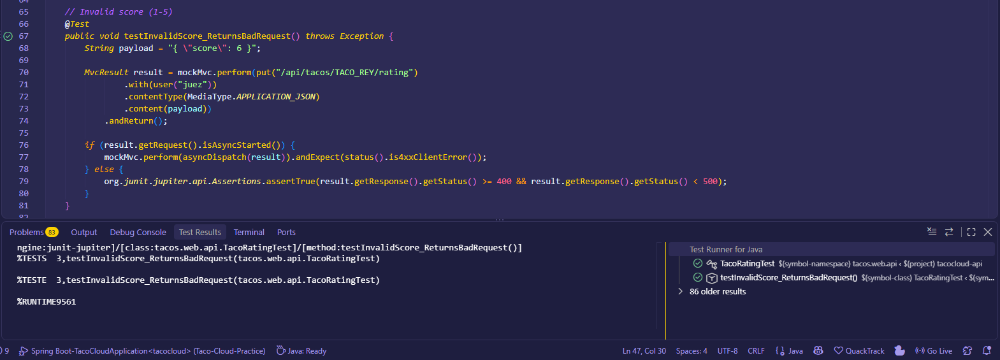 64
65 // Invalid score (1-5)
66 @Test
67 public void testInvalidScore_ReturnsBadRequest() throws Exception {
68 String payload = "{ \"score\": 6 }";
69
70 MvcResult result = mockMvc.perform(put("/api/tacos/TACO_REY/rating")
71 .with(user("juez"))
72 .contentType(MediaType.APPLICATION_JSON)
73 .content(payload))
74 .andReturn();
75
76 if (result.getRequest().isAsyncStarted()) {
77 mockMvc.perform(asyncDispatch(result)).andExpect(status().is4xxClientError());
78 } else {
79 org.junit.jupiter.api.Assertions.assertTrue(result.getResponse().getStatus() >= 400 && result.getResponse().getStatus() < 500);
80 }
81 }
82
Problems 83 Output Debug Console Test Results Terminal Ports
ngine:junit-jupiter]/[class:tacos.web.api.TacoRatingTest]/[method:testInvalidScore_ReturnsBadRequest()]
%TESTS 3,testInvalidScore_ReturnsBadRequest(tacos.web.api.TacoRatingTest)
%TESTE 3,testInvalidScore_ReturnsBadRequest(tacos.web.api.TacoRatingTest)
%RUNTIME9561
Test Runner for Java
TacoRatingTest $(symbol-namespace) tacos.web.api ‹ $(project) tacocloud-api
testInvalidScore_ReturnsBadRequest() $(symbol-class) TacoRatingTest ‹ $(sym...
86 older results
9 Spring Boot-TacoCloudApplication<tacocloud> (Taco-Cloud-Practice) Java: Ready Ln 47, Col 30 Spaces: 4 UTF-8 CRLF Java QuackTrack Go Live